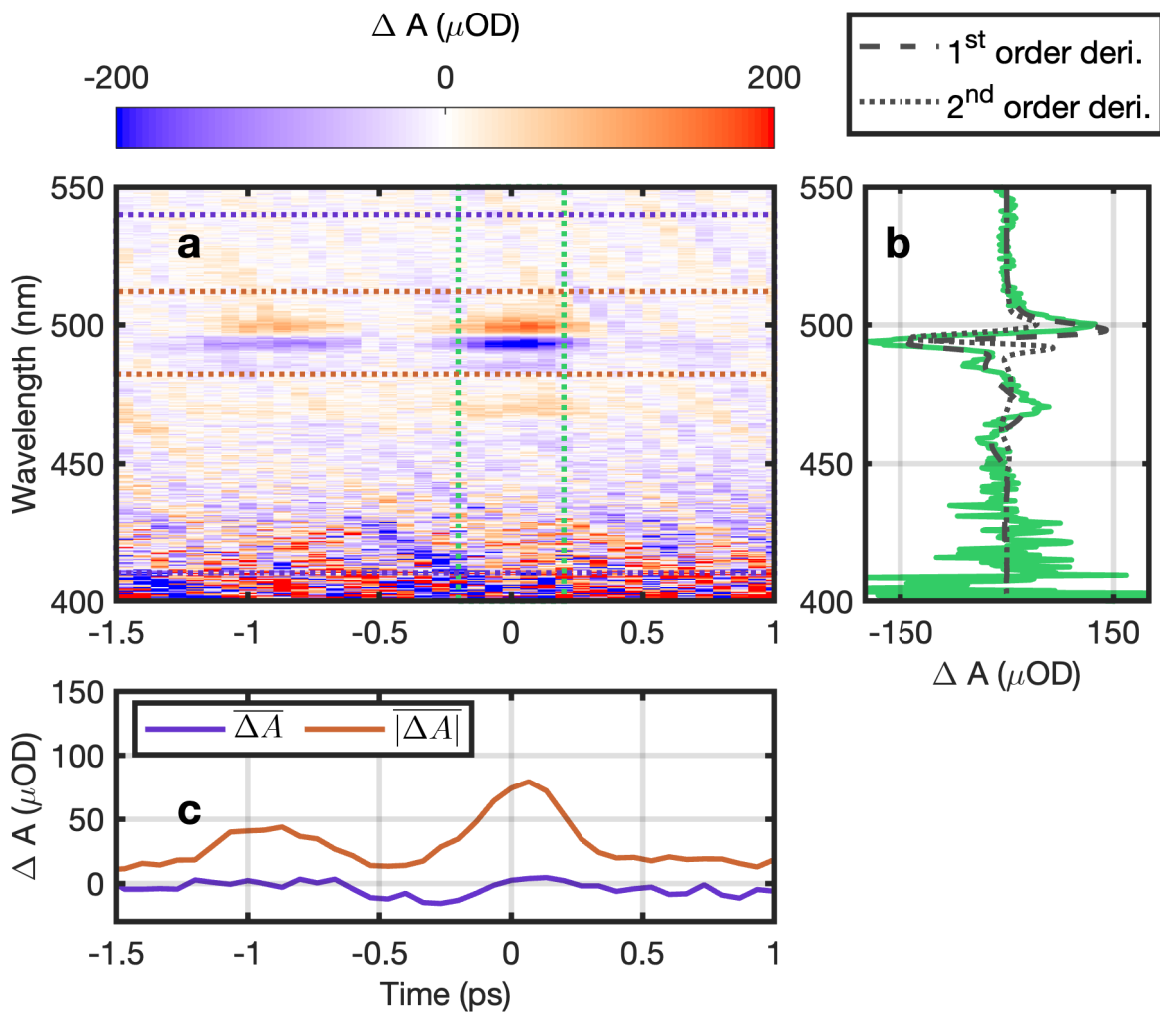 Δ A (μOD)
-200 0 200
1st order deri.
2nd order deri.
550
500
450
400
Wavelength (nm)
a
-1.5 -1 -0.5 0 0.5 1
550
500
450
400
b
-150 150
Δ A (μOD)
150
100
50
0
Δ A (μOD)
ΔA |ΔA|
c
-1.5 -1 -0.5 0 0.5 1
Time (ps)